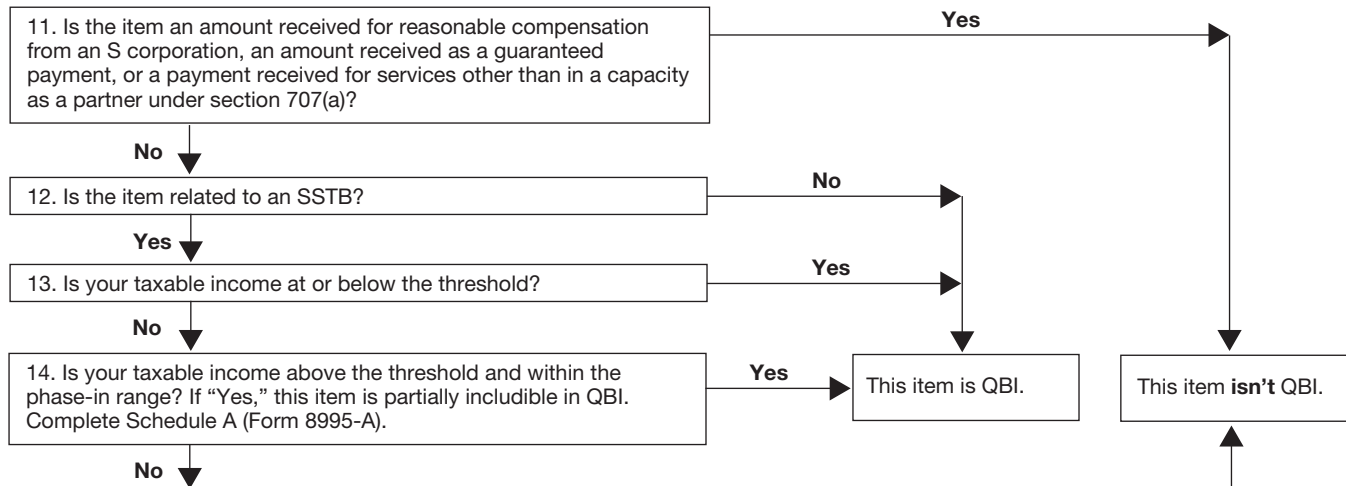 11. Is the item an amount received for reasonable compensation
from an S corporation, an amount received as a guaranteed
payment, or a payment received for services other than in a capacity
as a partner under section 707(a)?
Yes
No
12. Is the item related to an SSTB?
No
Yes
13. Is your taxable income at or below the threshold?
Yes
No
14. Is your taxable income above the threshold and within the
phase-in range? If “Yes,” this item is partially includible in QBI.
Complete Schedule A (Form 8995-A).
Yes
This item is QBI.
This item isn’t QBI.
No